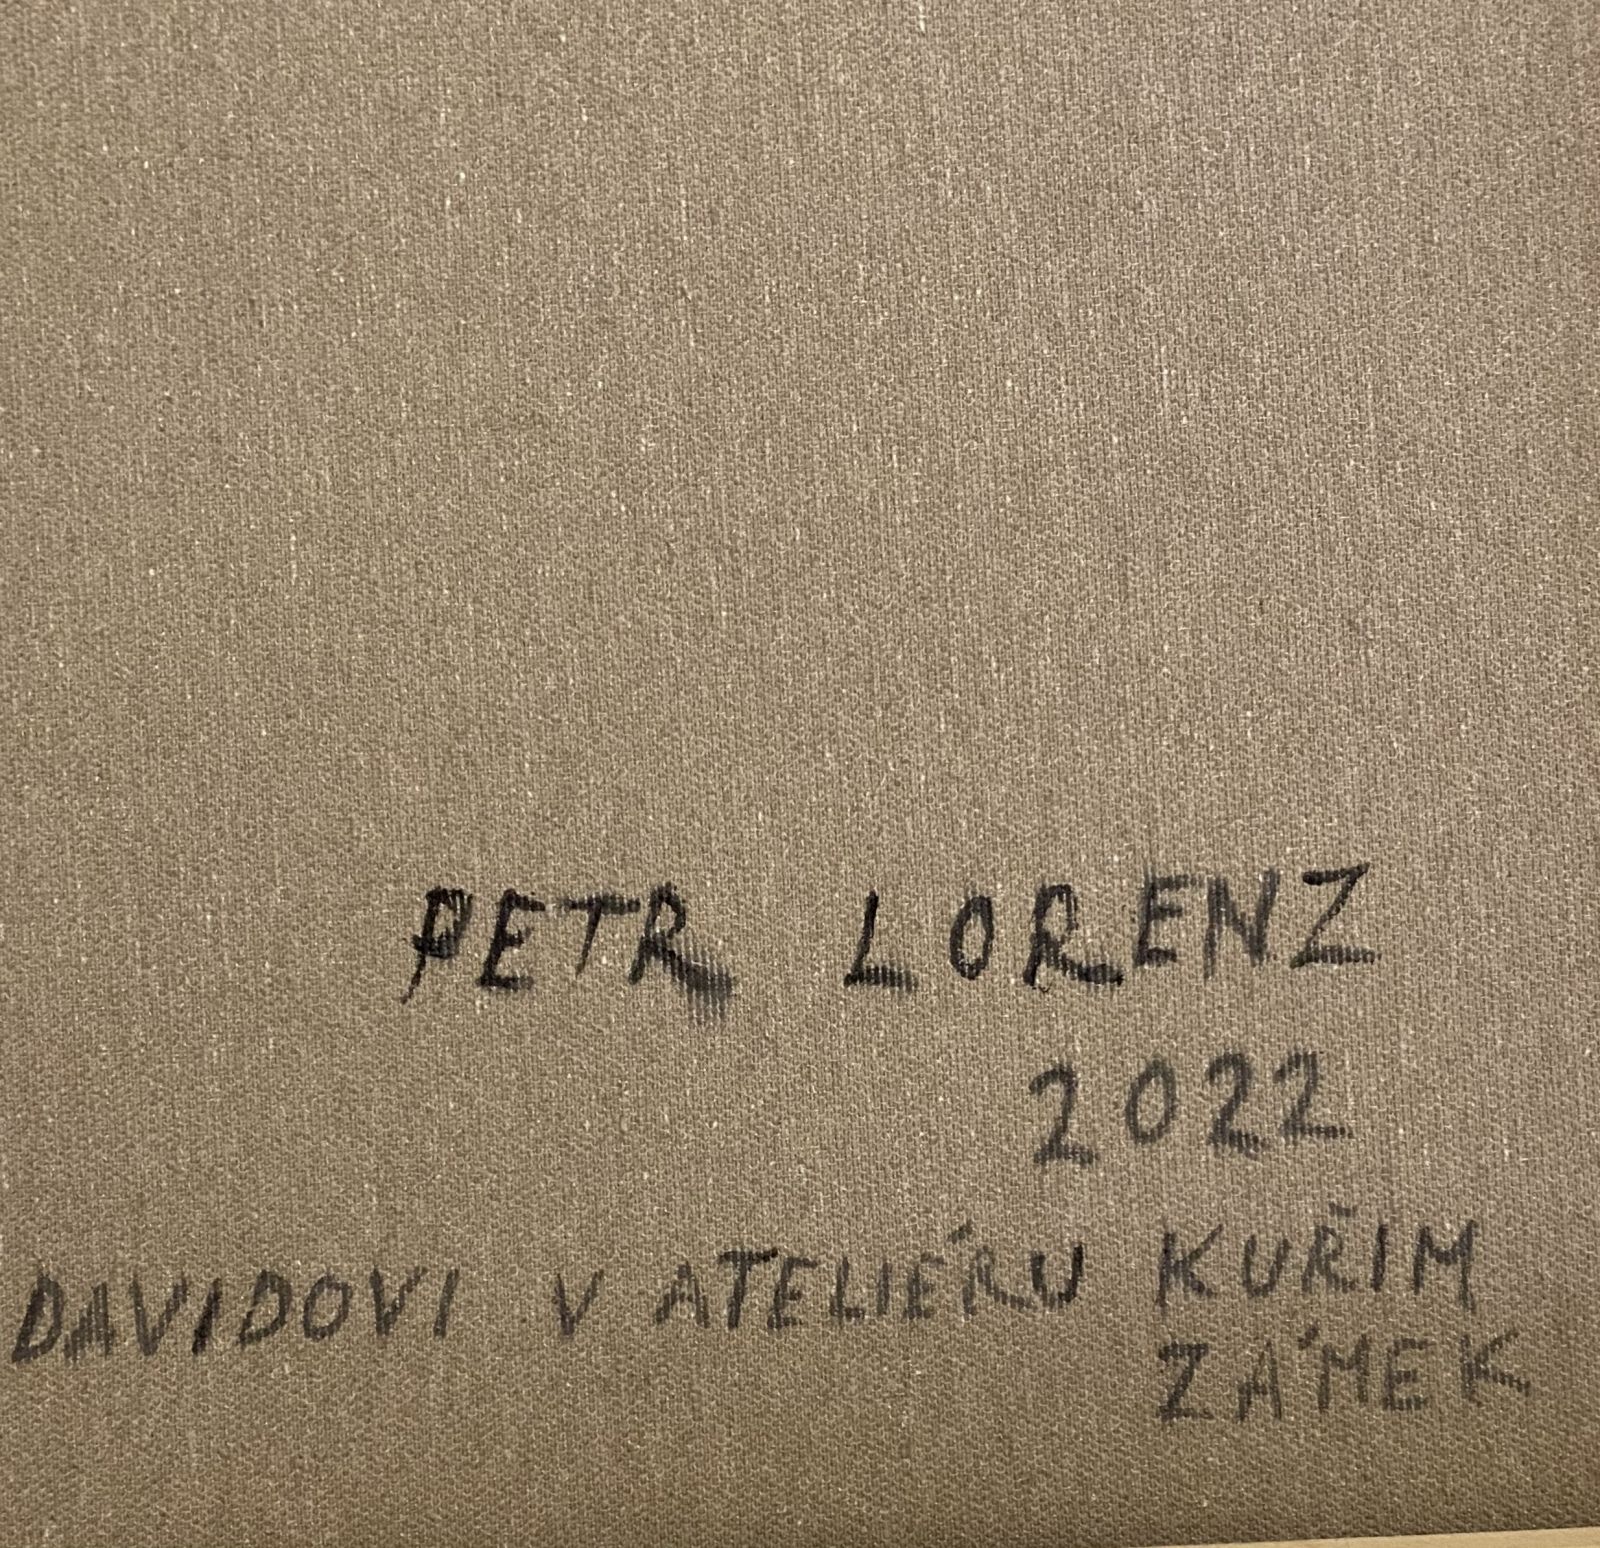 PETR LORENZ
2022
DAVIDOVI V ATELIÉRU KUŘIM
ZÁMEK